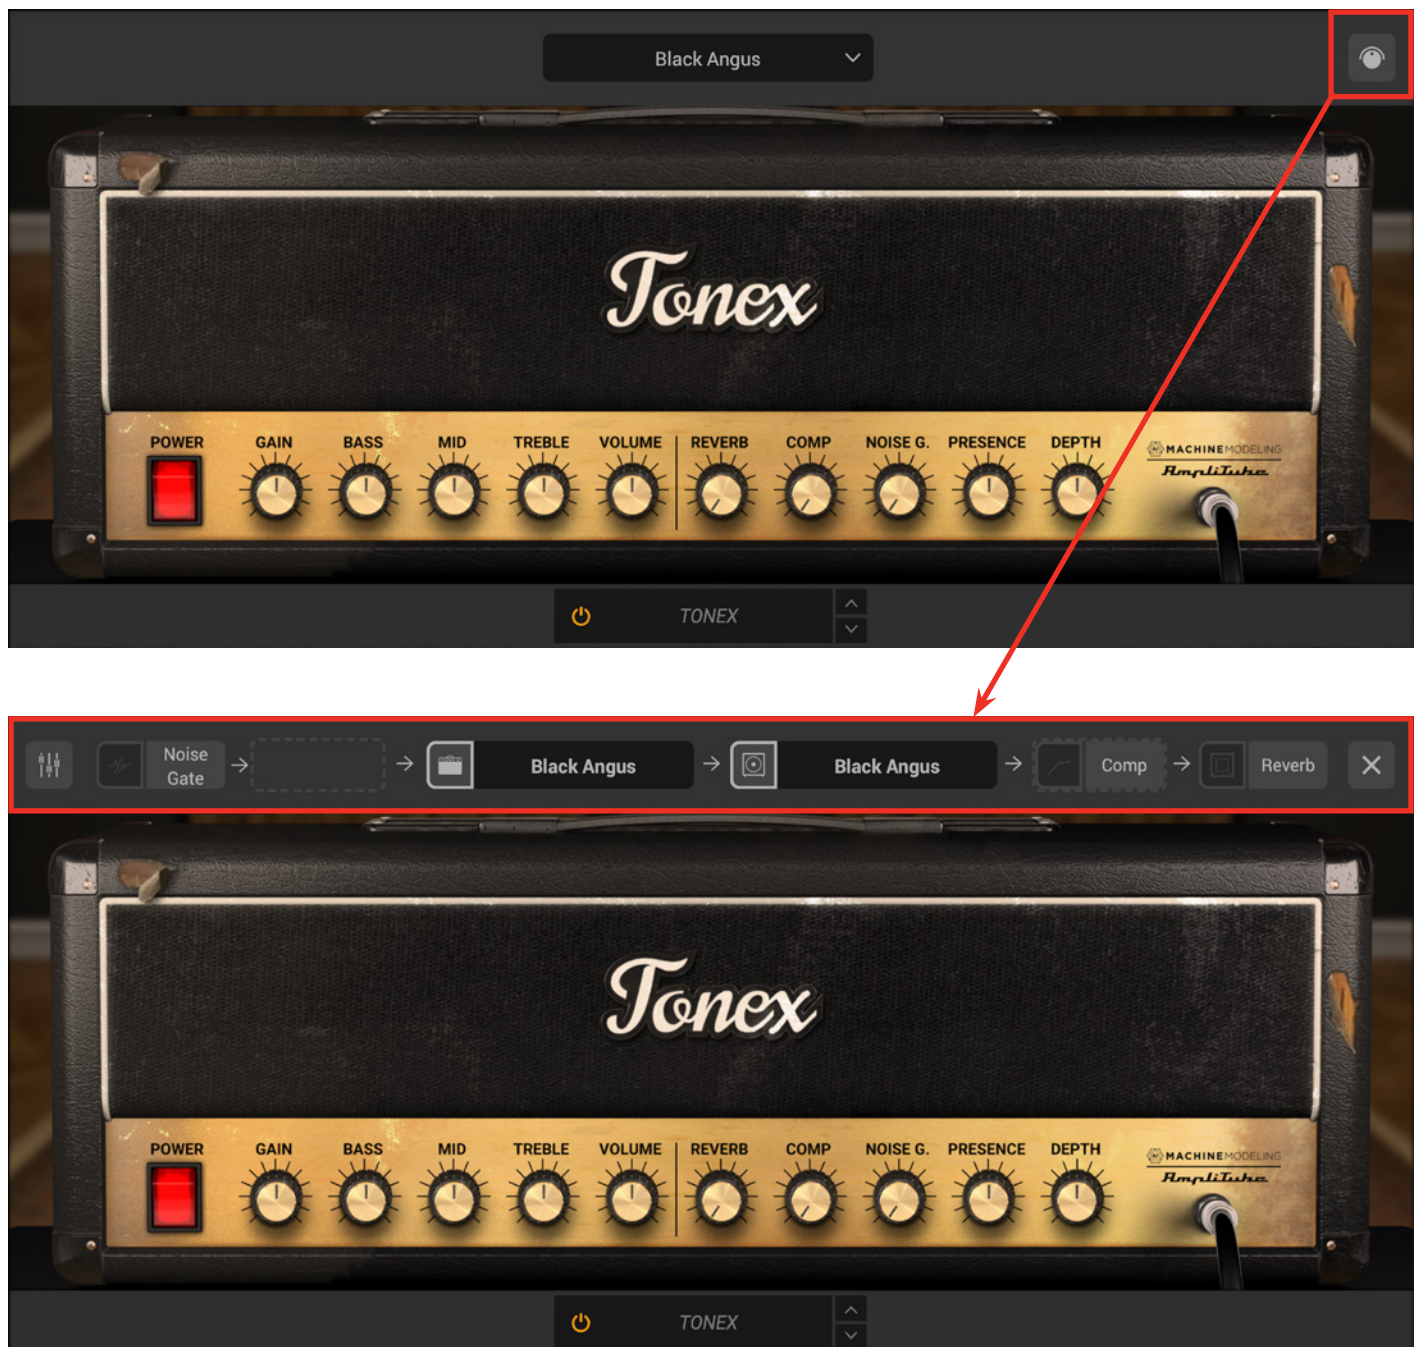 Black Angus
Tonex
POWER GAIN BASS MID TREBLE VOLUME REVERB COMP NOISE G. PRESENCE DEPTH
MACHINEMODELING
AmpliTube
TONEX
Noise
Gate
Black Angus
Black Angus
Comp
Reverb
Tonex
POWER GAIN BASS MID TREBLE VOLUME REVERB COMP NOISE G. PRESENCE DEPTH
MACHINEMODELING
AmpliTube
TONEX